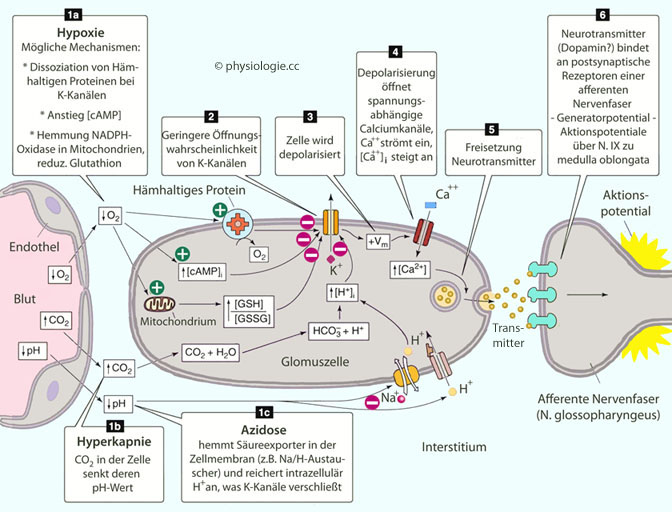 1a
Hypoxie
Mögliche Mechanismen:
* Dissoziation von Häm-
haltigen Proteinen bei
K-Kanälen
* Anstieg [cAMP]
* Hemmung NADPH-
Oxidase in Mitochondrien,
reduz. Glutathion
© physiologie.cc
2
Geringere Öffnungs-
wahrscheinlichkeit
von K-Kanälen
3
Zelle wird
depolarisiert
4
Depolarisierung
öffnet
spannungs-
abhängige
Calciumkanäle,
Ca++ strömt ein,
[Ca++]i steigt an
5
Freisetzung
Neurotransmitter
6
Neurotransmitter
(Dopamin?) bindet
an postsynaptische
Rezeptoren einer
afferenten
Nervenfaser
- Generatorpotential -
Aktionspotentiale
über N. IX zu
medulla oblongata
Aktions-
potential
Hämhaltiges Protein
Endothel
Blut
↓O2
↓O2
↑CO2
↓pH
↑CO2
↓pH
+
+
+
O2
↑[cAMP]i
Mitochondrium
↑[GSH]
[GSSG]
CO2 + H2O
HCO3- + H+
↑[H+]i
K+
+Vm
Ca++
↑[Ca2+]
Glomuszelle
H+
Na+
H+
Trans-
mitter
Afferente Nervenfaser
(N. glossopharyngeus)
Interstitium
1b
Hyperkapnie
CO2 in der Zelle
senkt deren
pH-Wert
1c
Azidose
hemmt Säureexporter in der
Zellmembran (z.B. Na/H-Austau-
scher) und reichert intrazellulär
H+an, was K-Kanäle verschließt